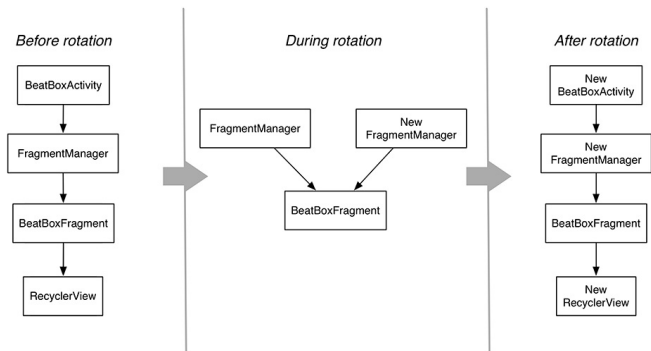 Before rotation
BeatBoxActivity
FragmentManager
BeatBoxFragment
RecyclerView
During rotation
FragmentManager
New
FragmentManager
BeatBoxFragment
After rotation
New
BeatBoxActivity
New
FragmentManager
BeatBoxFragment
New
RecyclerView